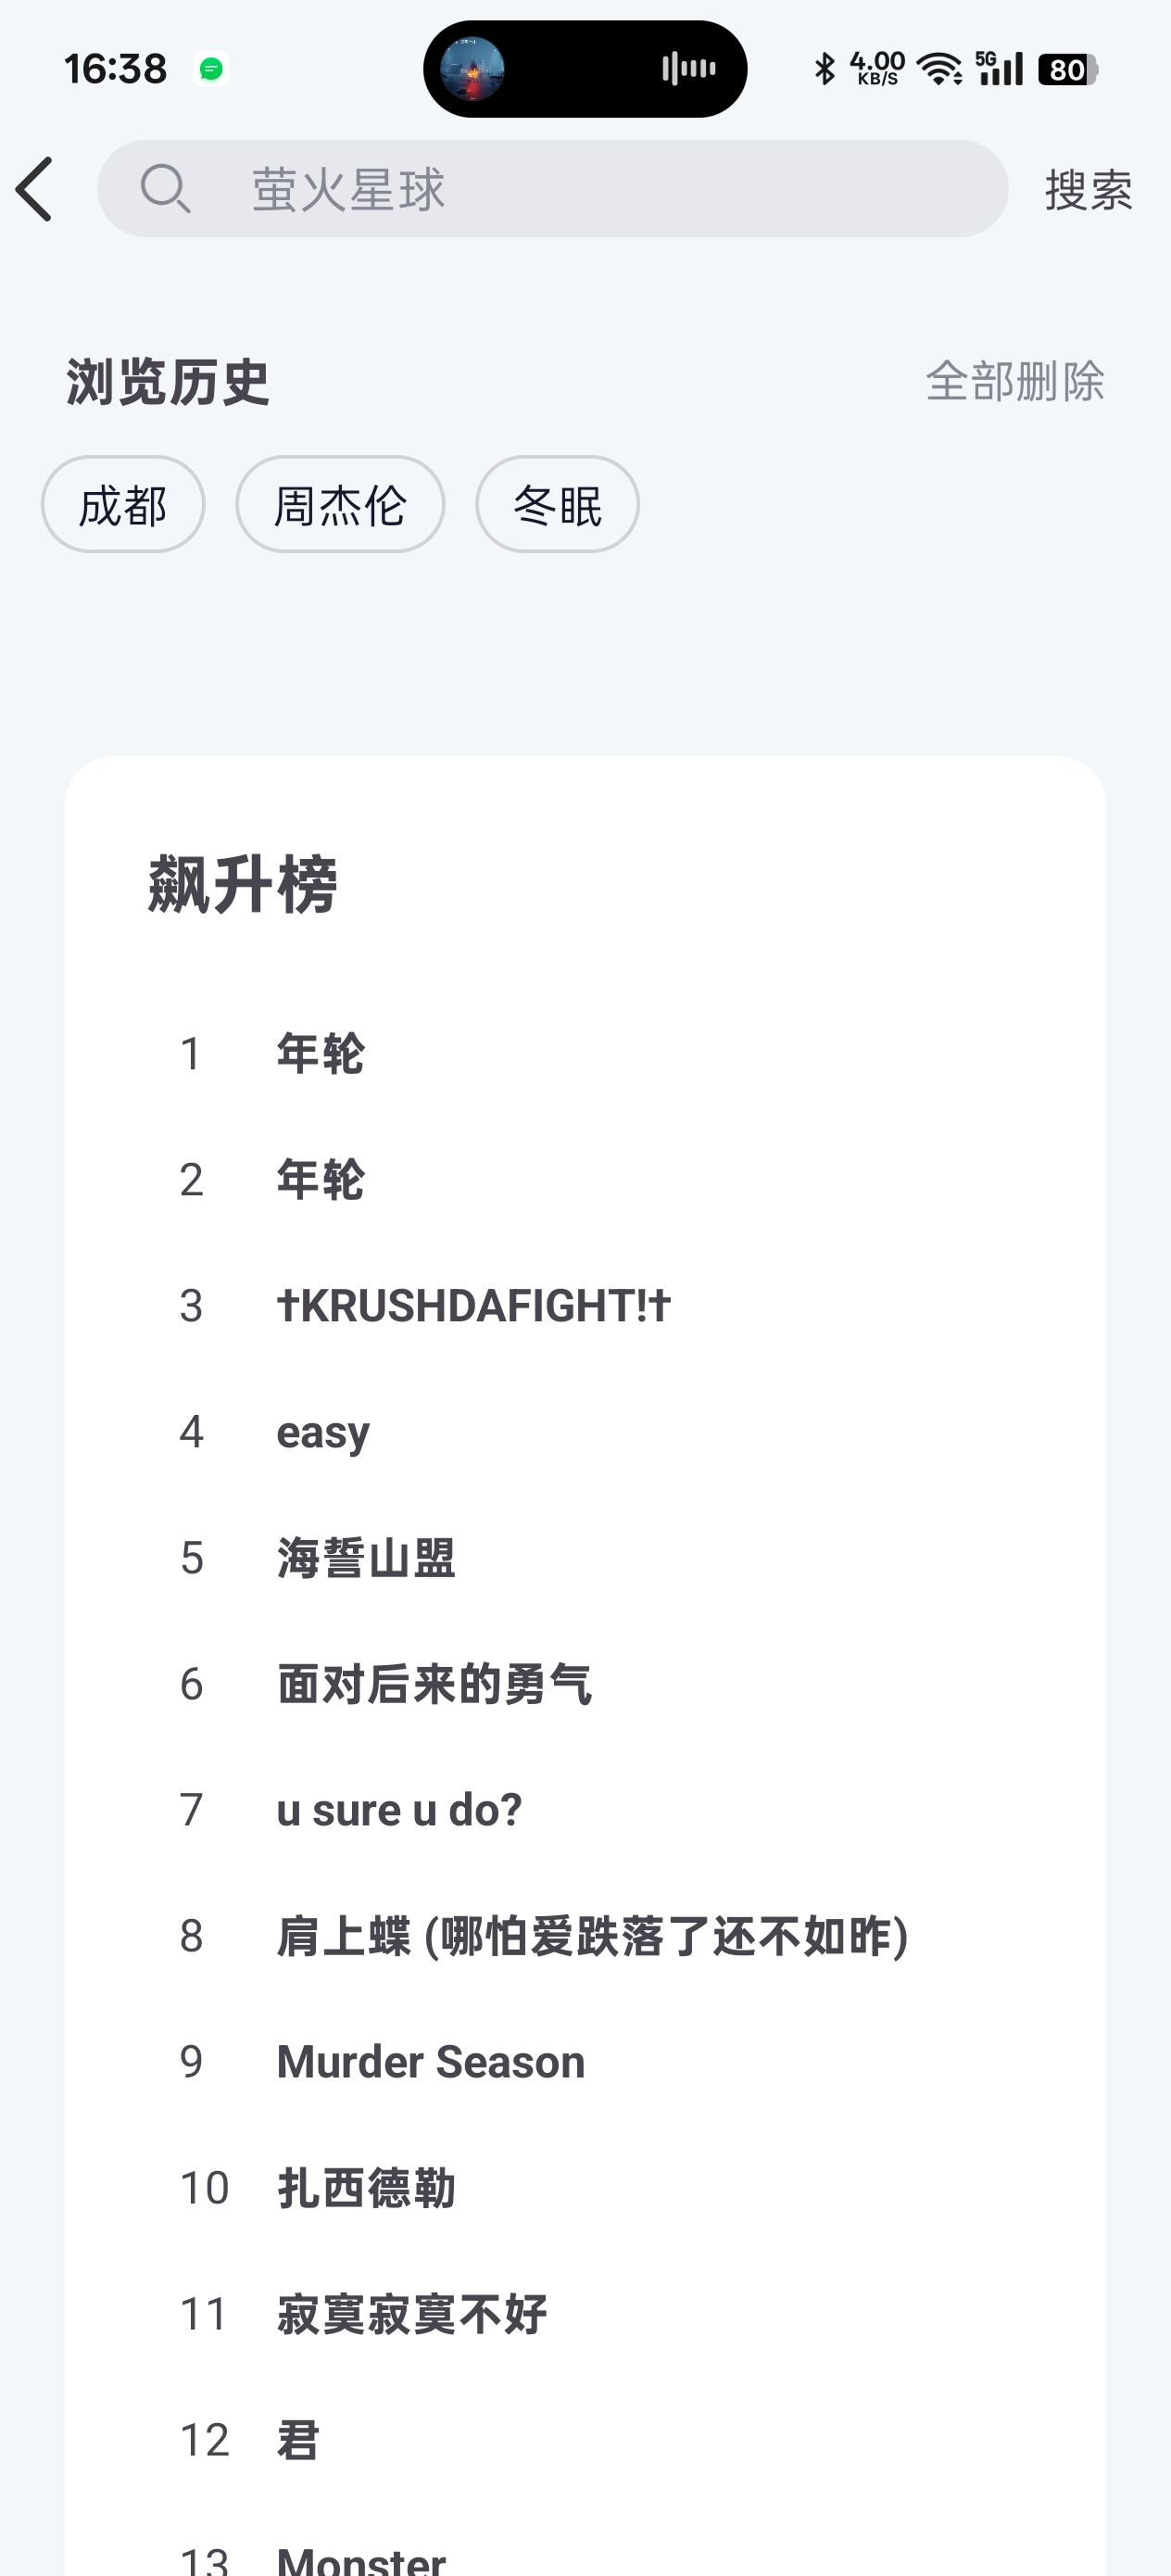 16:38 4.00 KB/S 5G 80
萤火星球 搜索
浏览历史 全部删除
成都 周杰伦 冬眠
飙升榜
1 年轮
2 年轮
3 †KRUSHDAFIGHT!†
4 easy
5 海誓山盟
6 面对后来的勇气
7 u sure u do?
8 肩上蝶 (哪怕爱跌落了还不如昨)
9 Murder Season
10 扎西德勒
11 寂寞寂寞不好
12 君
13 Monster